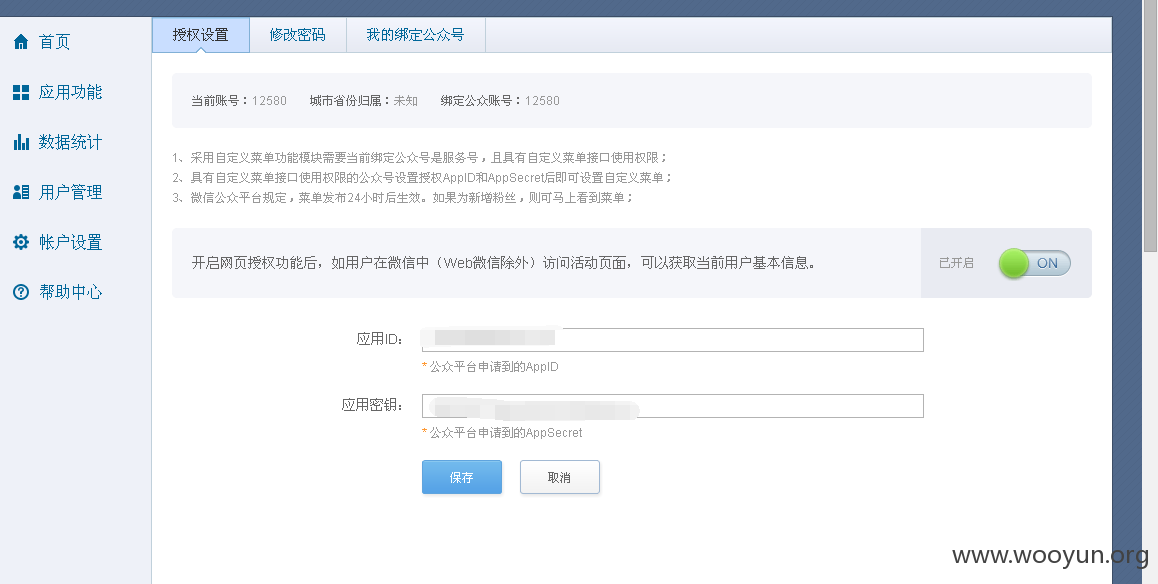 首页
应用功能
数据统计
用户管理
帐户设置
帮助中心
授权设置 修改密码 我的绑定公众号
当前账号：12580 城市省份归属：未知 绑定公众账号：12580
1、采用自定义菜单功能模块需要当前绑定公众号是服务号，且具有自定义菜单接口使用权限；
2、具有自定义菜单接口使用权限的公众号设置授权AppID和AppSecret后即可设置自定义菜单；
3、微信公众平台规定，菜单发布24小时后生效。如果为新增粉丝，则可马上看到菜单；
开启网页授权功能后，如用户在微信中（Web微信除外）访问活动页面，可以获取当前用户基本信息。 已开启 ON
应用ID：
*公众平台申请到的AppID
应用密钥：
*公众平台申请到的AppSecret
保存 取消
www.wooyun.org